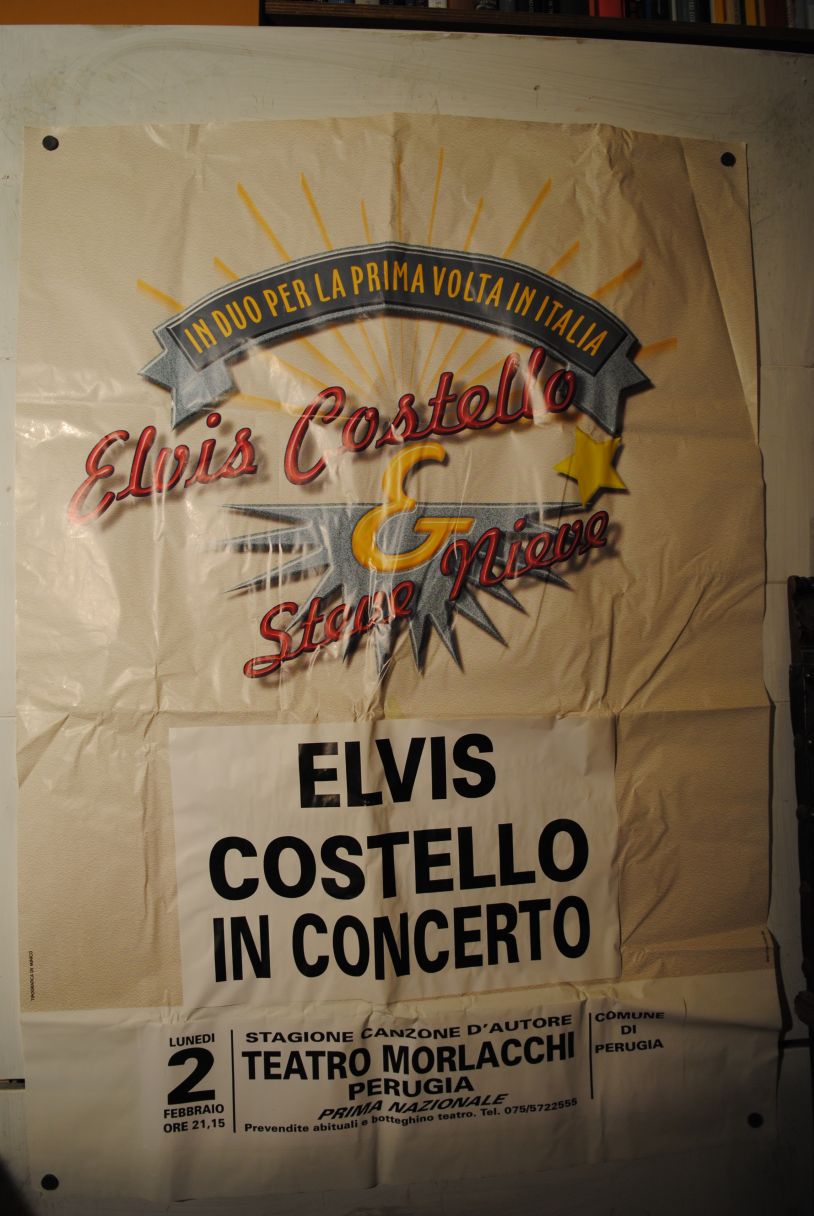 IN DUO PER LA PRIMA VOLTA IN ITALIA
Elvis Costello
&
Steve Nieve
ELVIS
COSTELLO
IN CONCERTO
LUNEDI
2
FEBBRAIO
ORE 21,15
STAGIONE CANZONE D'AUTORE
TEATRO MORLACCHI
PERUGIA
PRIMA NAZIONALE
Prevendite abituali e botteghino teatro. Tel. 075/5722555
COMUNE
DI
PERUGIA